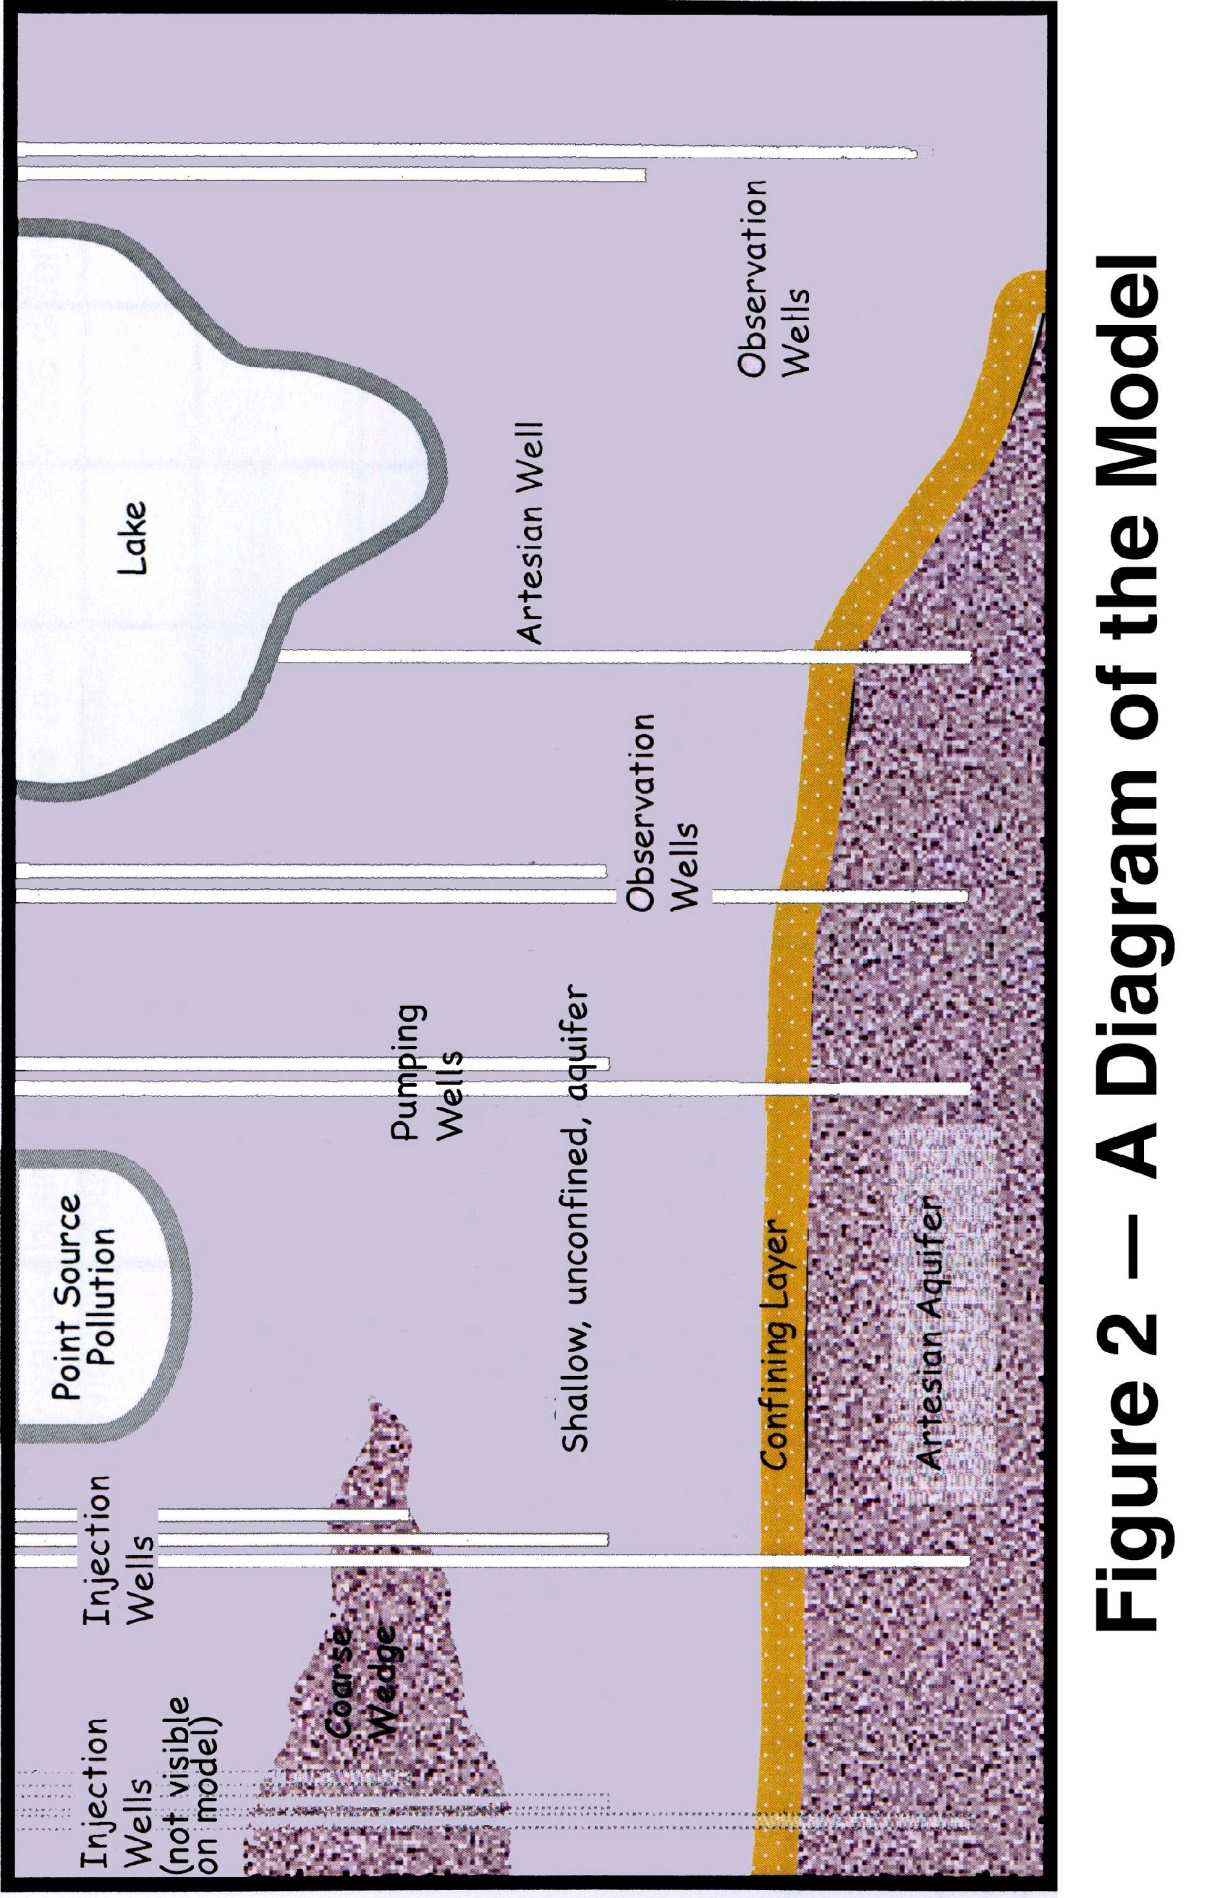 Injection
Wells
(not visible
on model)
Injection
Wells
Point Source
Pollution
Lake
Coarse
Wedge
Pumping
Wells
Artesian Well
Shallow, unconfined, aquifer
Observation
Wells
Observation
Wells
Confining Layer
Artesian Aquifer
Figure 2 — A Diagram of the Model